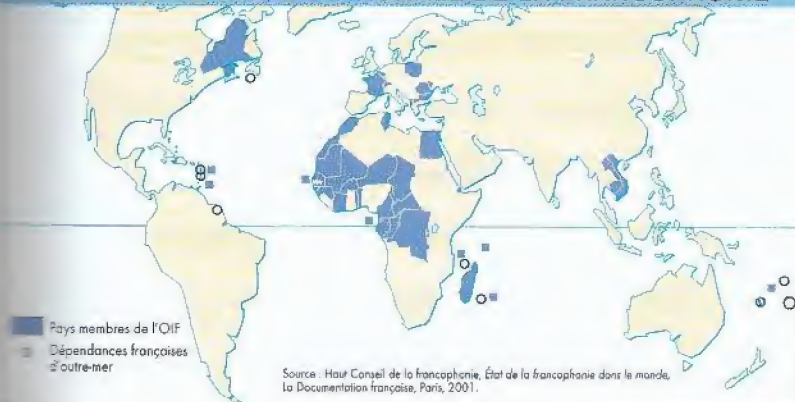 Pays membres de l'OIF
Dépendances françaises
d'outre-mer
Source : Haut Conseil de la francophonie, État de la francophonie dans le monde,
La Documentation française, Paris, 2001.